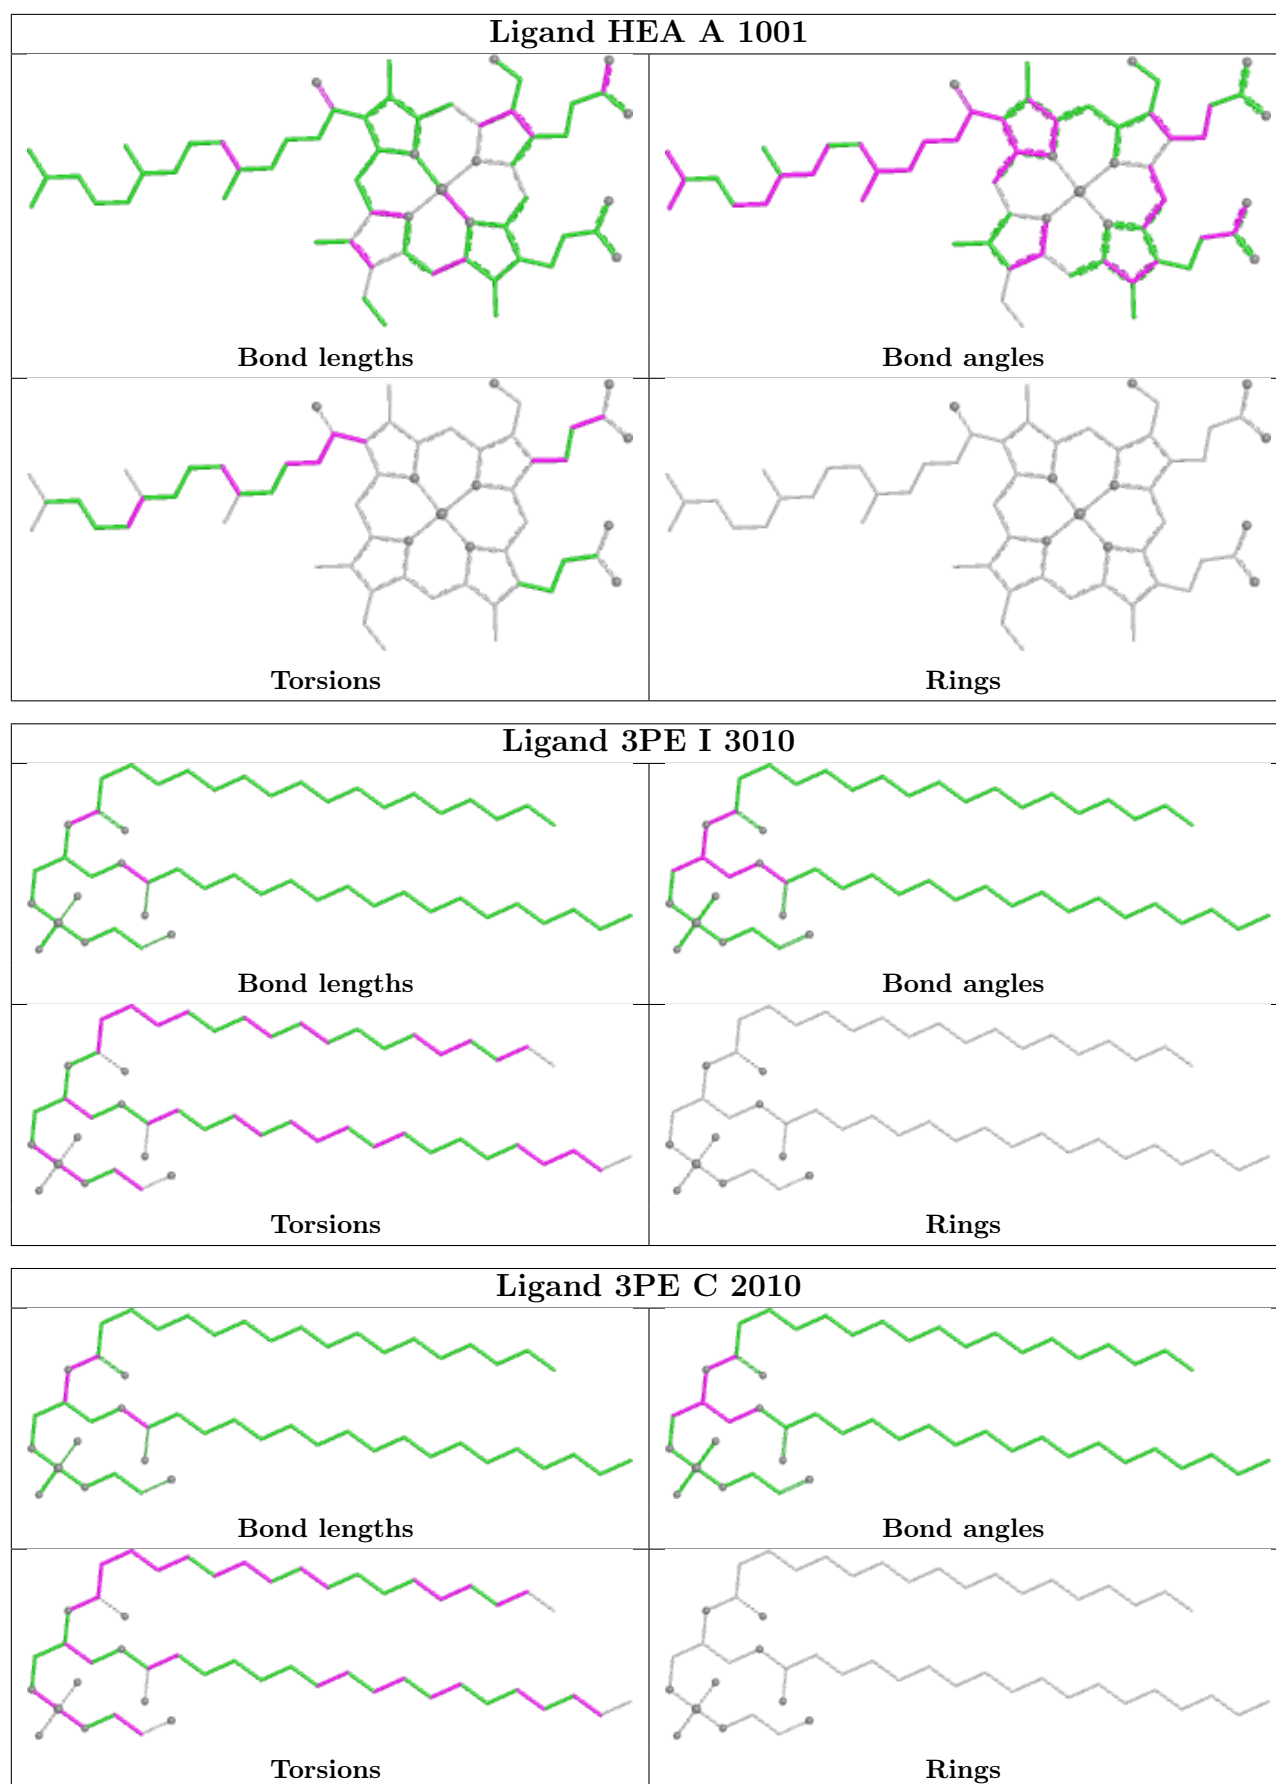 Ligand HEA A 1001
Bond lengths
Bond angles
Torsions
Rings
Ligand 3PE I 3010
Bond lengths
Bond angles
Torsions
Rings
Ligand 3PE C 2010
Bond lengths
Bond angles
Torsions
Rings